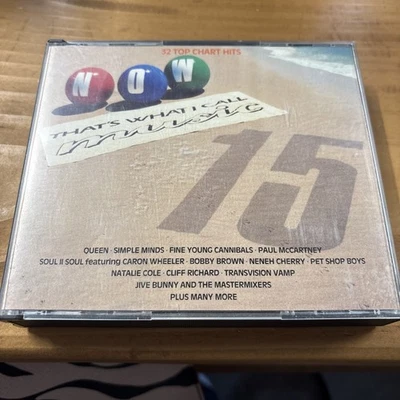 32 TOP CHART HITS
NOW
THAT'S WHAT I CALL
music
15
QUEEN · SIMPLE MINDS · FINE YOUNG CANNIBALS · PAUL McCARTNEY
SOUL II SOUL featuring CARON WHEELER · BOBBY BROWN · NENEH CHERRY · PET SHOP BOYS
NATALIE COLE · CLIFF RICHARD · TRANSVISION VAMP
JIVE BUNNY AND THE MASTERMIXERS
PLUS MANY MORE